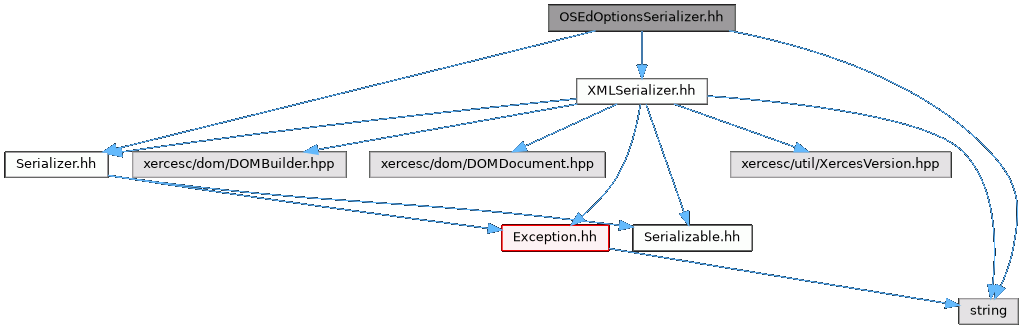 OSEdOptionsSerializer.hh
XMLSerializer.hh
Serializer.hh
xercesc/dom/DOMBuilder.hpp
xercesc/dom/DOMDocument.hpp
xercesc/util/XercesVersion.hpp
Exception.hh
Serializable.hh
string